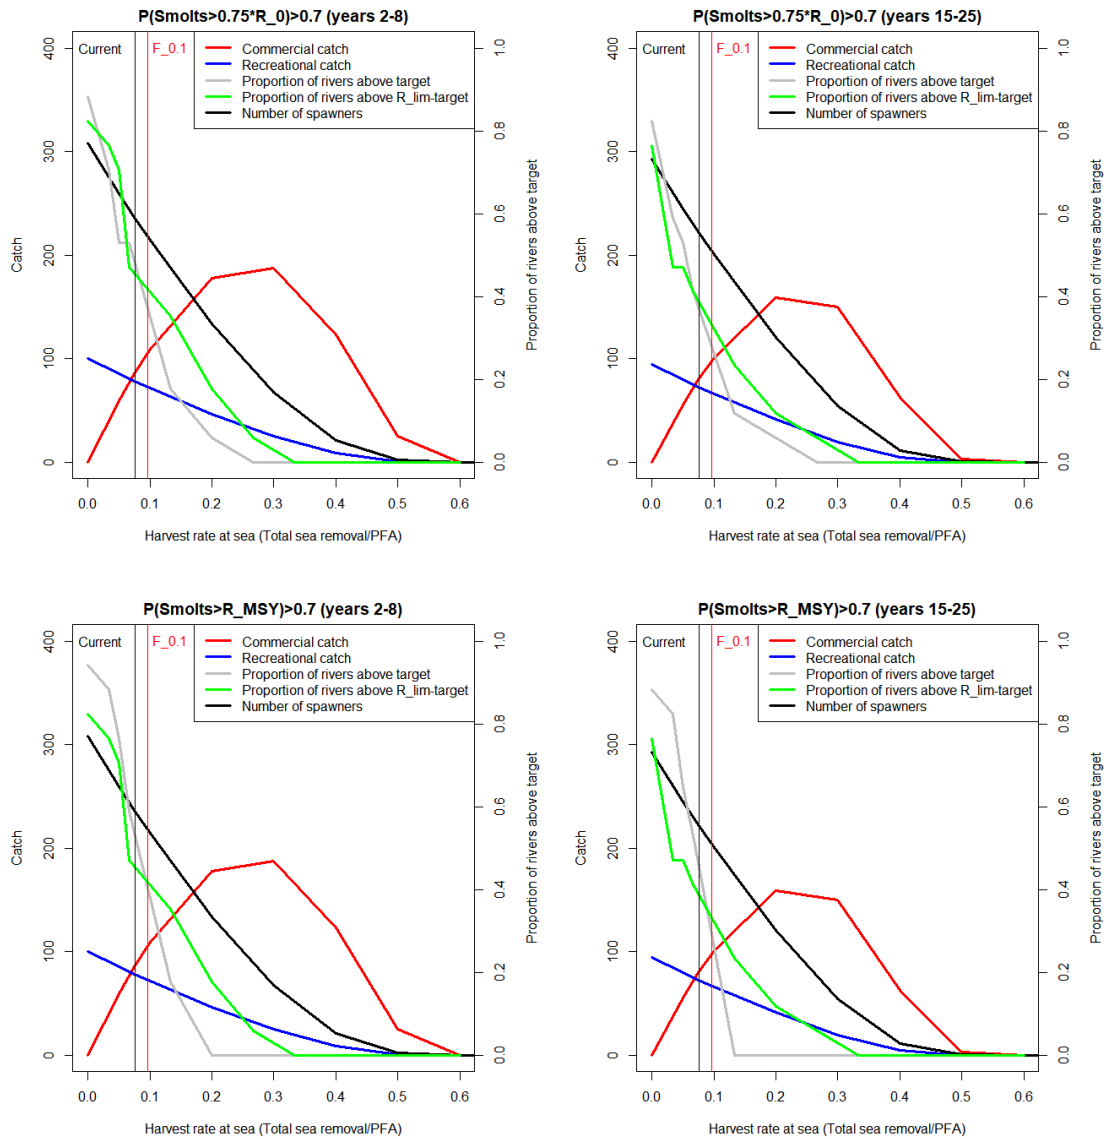 P(Smolts>0.75*R_0)>0.7 (years 2-8)
Current
F_0.1
Commercial catch
Recreational catch
Proportion of rivers above target
Proportion of rivers above R_lim-target
Number of spawners
Catch
0 100 200 300 400
Proportion of rivers above target
0.0 0.2 0.4 0.6 0.8 1.0
0.0 0.1 0.2 0.3 0.4 0.5 0.6
Harvest rate at sea (Total sea removal/PFA)
P(Smolts>0.75*R_0)>0.7 (years 15-25)
Current
F_0.1
Commercial catch
Recreational catch
Proportion of rivers above target
Proportion of rivers above R_lim-target
Number of spawners
Catch
0 100 200 300 400
Proportion of rivers above target
0.0 0.2 0.4 0.6 0.8 1.0
0.0 0.1 0.2 0.3 0.4 0.5 0.6
Harvest rate at sea (Total sea removal/PFA)
P(Smolts>R_MSY)>0.7 (years 2-8)
Current
F_0.1
Commercial catch
Recreational catch
Proportion of rivers above target
Proportion of rivers above R_lim-target
Number of spawners
Catch
0 100 200 300 400
Proportion of rivers above target
0.0 0.2 0.4 0.6 0.8 1.0
0.0 0.1 0.2 0.3 0.4 0.5 0.6
Harvest rate at sea (Total sea removal/PFA)
P(Smolts>R_MSY)>0.7 (years 15-25)
Current
F_0.1
Commercial catch
Recreational catch
Proportion of rivers above target
Proportion of rivers above R_lim-target
Number of spawners
Catch
0 100 200 300 400
Proportion of rivers above target
0.0 0.2 0.4 0.6 0.8 1.0
0.0 0.1 0.2 0.3 0.4 0.5 0.6
Harvest rate at sea (Total sea removal/PFA)